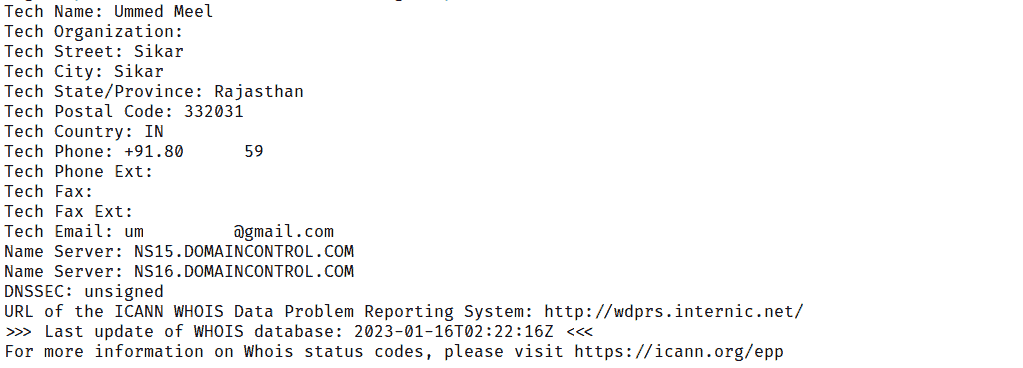 Tech Name: Ummed Meel
Tech Organization:
Tech Street: Sikar
Tech City: Sikar
Tech State/Province: Rajasthan
Tech Postal Code: 332031
Tech Country: IN
Tech Phone: +91.80      59
Tech Phone Ext:
Tech Fax:
Tech Fax Ext:
Tech Email: um         @gmail.com
Name Server: NS15.DOMAINCONTROL.COM
Name Server: NS16.DOMAINCONTROL.COM
DNSSEC: unsigned
URL of the ICANN WHOIS Data Problem Reporting System: http://wdprs.internic.net/
>>> Last update of WHOIS database: 2023-01-16T02:22:16Z <<<
For more information on Whois status codes, please visit https://icann.org/epp